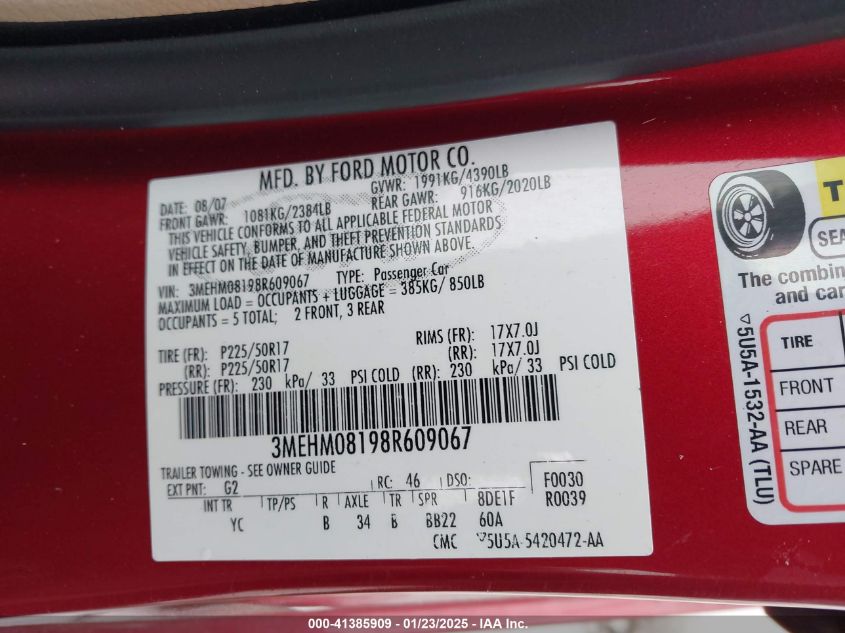 MFD. BY FORD MOTOR CO.
DATE: 08/07 GVWR: 1991KG/4390LB
FRONT GAWR: 1081KG/2384LB REAR GAWR: 916KG/2020LB
THIS VEHICLE CONFORMS TO ALL APPLICABLE FEDERAL MOTOR
VEHICLE SAFETY, BUMPER, AND THEFT PREVENTION STANDARDS
IN EFFECT ON THE DATE OF MANUFACTURE SHOWN ABOVE.
VIN: 3MEHM08198R609067 TYPE: Passenger Car
MAXIMUM LOAD = OCCUPANTS + LUGGAGE = 385KG/ 850LB
OCCUPANTS = 5 TOTAL; 2 FRONT, 3 REAR
TIRE (FR): P225/50R17 RIMS (FR): 17X7.0J
(RR): P225/50R17 (RR): 17X7.0J
PRESSURE (FR): 230 kPa/ 33 PSI COLD (RR): 230 kPa/ 33 PSI COLD
3MEHM08198R609067
TRAILER TOWING - SEE OWNER GUIDE
EXT PNT: G2 RC: 46 DSO: F0030
INT TR TP/PS R AXLE TR SPR 8DE1F R0039
YC B 34 B BB22 60A
CMC 5U5A-5420472-AA
T
SEA
The combin
and car
TIRE
FRONT
REAR
SPARE
5U5A-1532-AA (TLU)
000-41385909 - 01/23/2025 - IAA Inc.